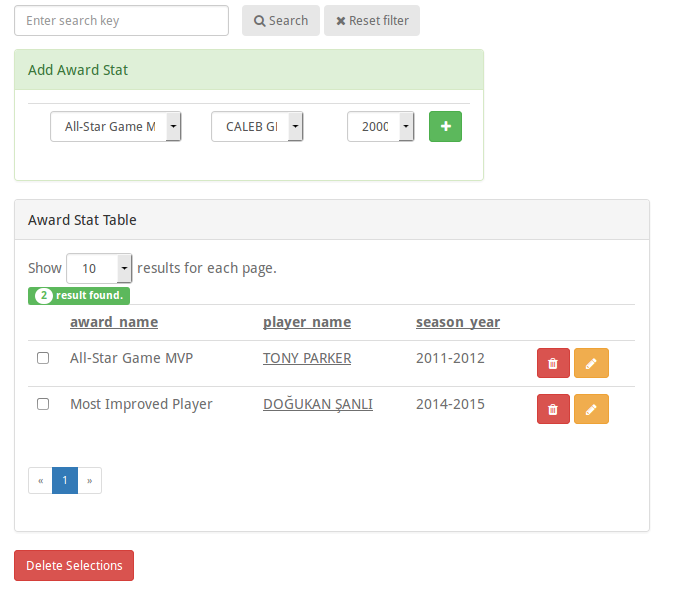 Enter search key Search Reset filter
Add Award Stat
All-Star Game M CALEB GI 2000
Award Stat Table
Show 10 results for each page.
2 result found.
award_name player_name season_year
All-Star Game MVP TONY PARKER 2011-2012
Most Improved Player DOĞUKAN ŞANLI 2014-2015
« 1 »
Delete Selections